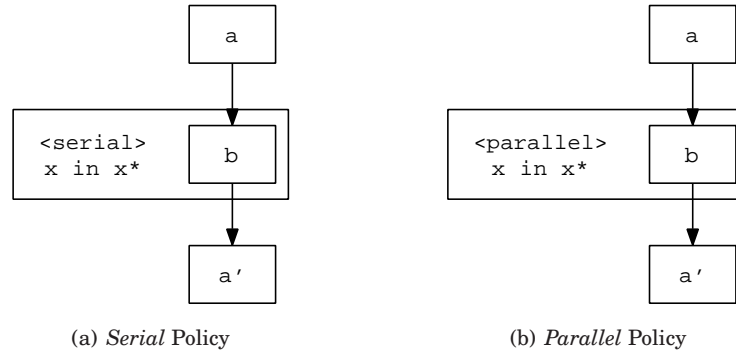 a
<serial>
x in x*
b
a’
(a) Serial Policy
a
<parallel>
x in x*
b
a’
(b) Parallel Policy